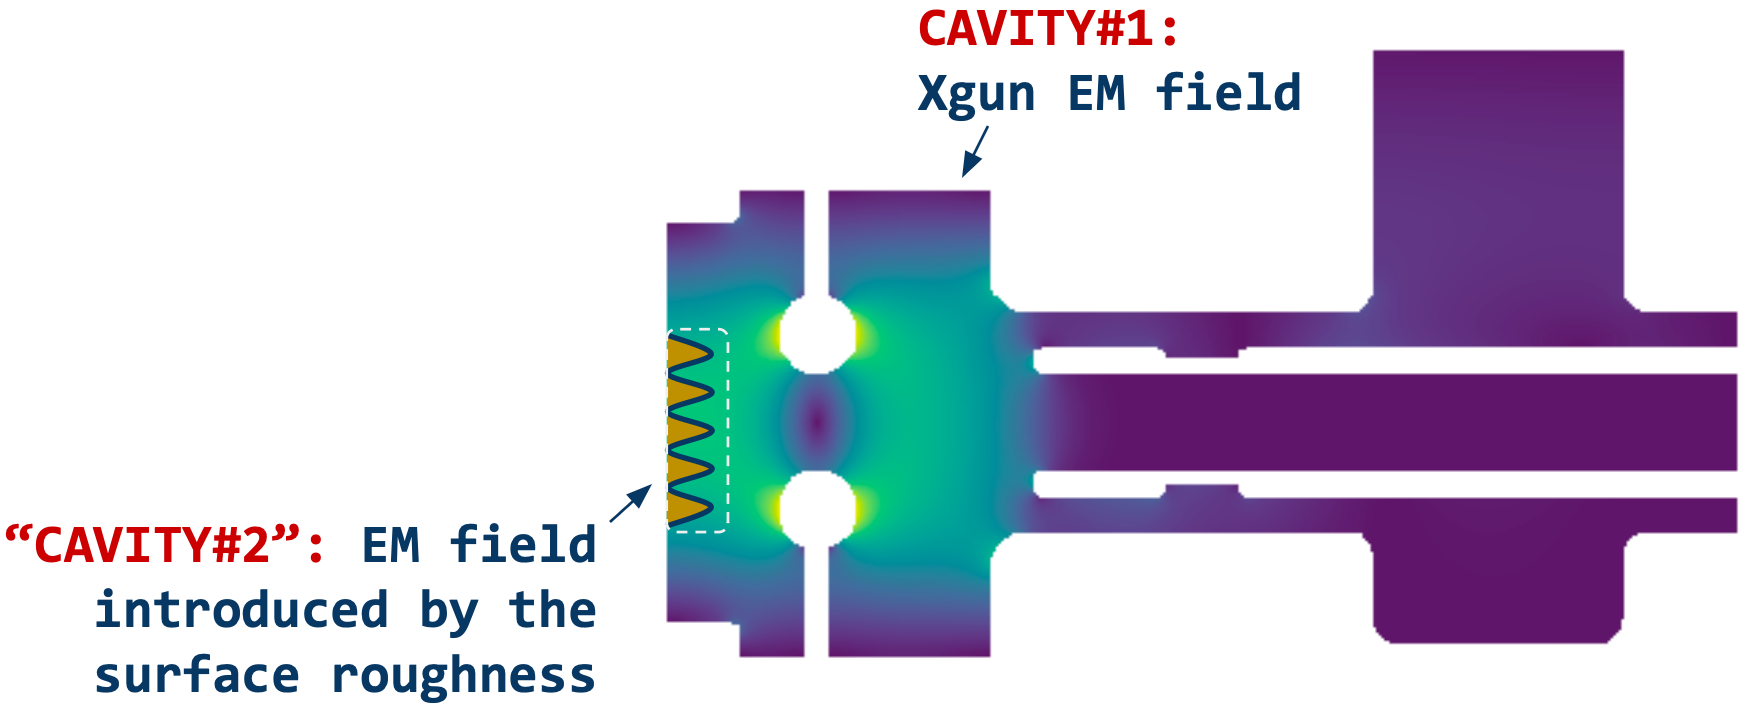 CAVITY#1:
Xgun EM field
“CAVITY#2”: EM field
introduced by the
surface roughness